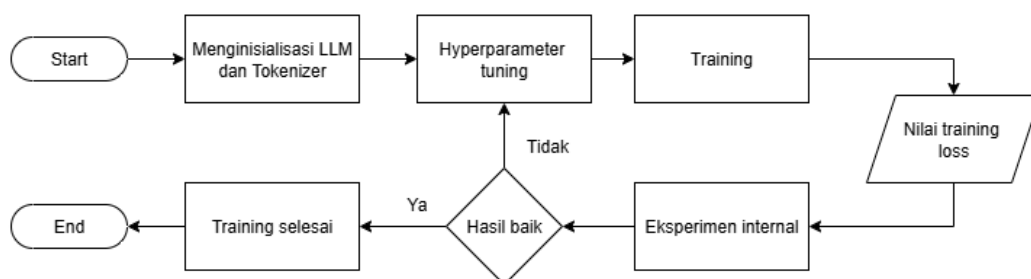 Start
Menginisialisasi LLM
dan Tokenizer
Hyperparameter
tuning
Training
Nilai training
loss
Tidak
Ya
End
Training selesai
Hasil baik
Eksperimen internal